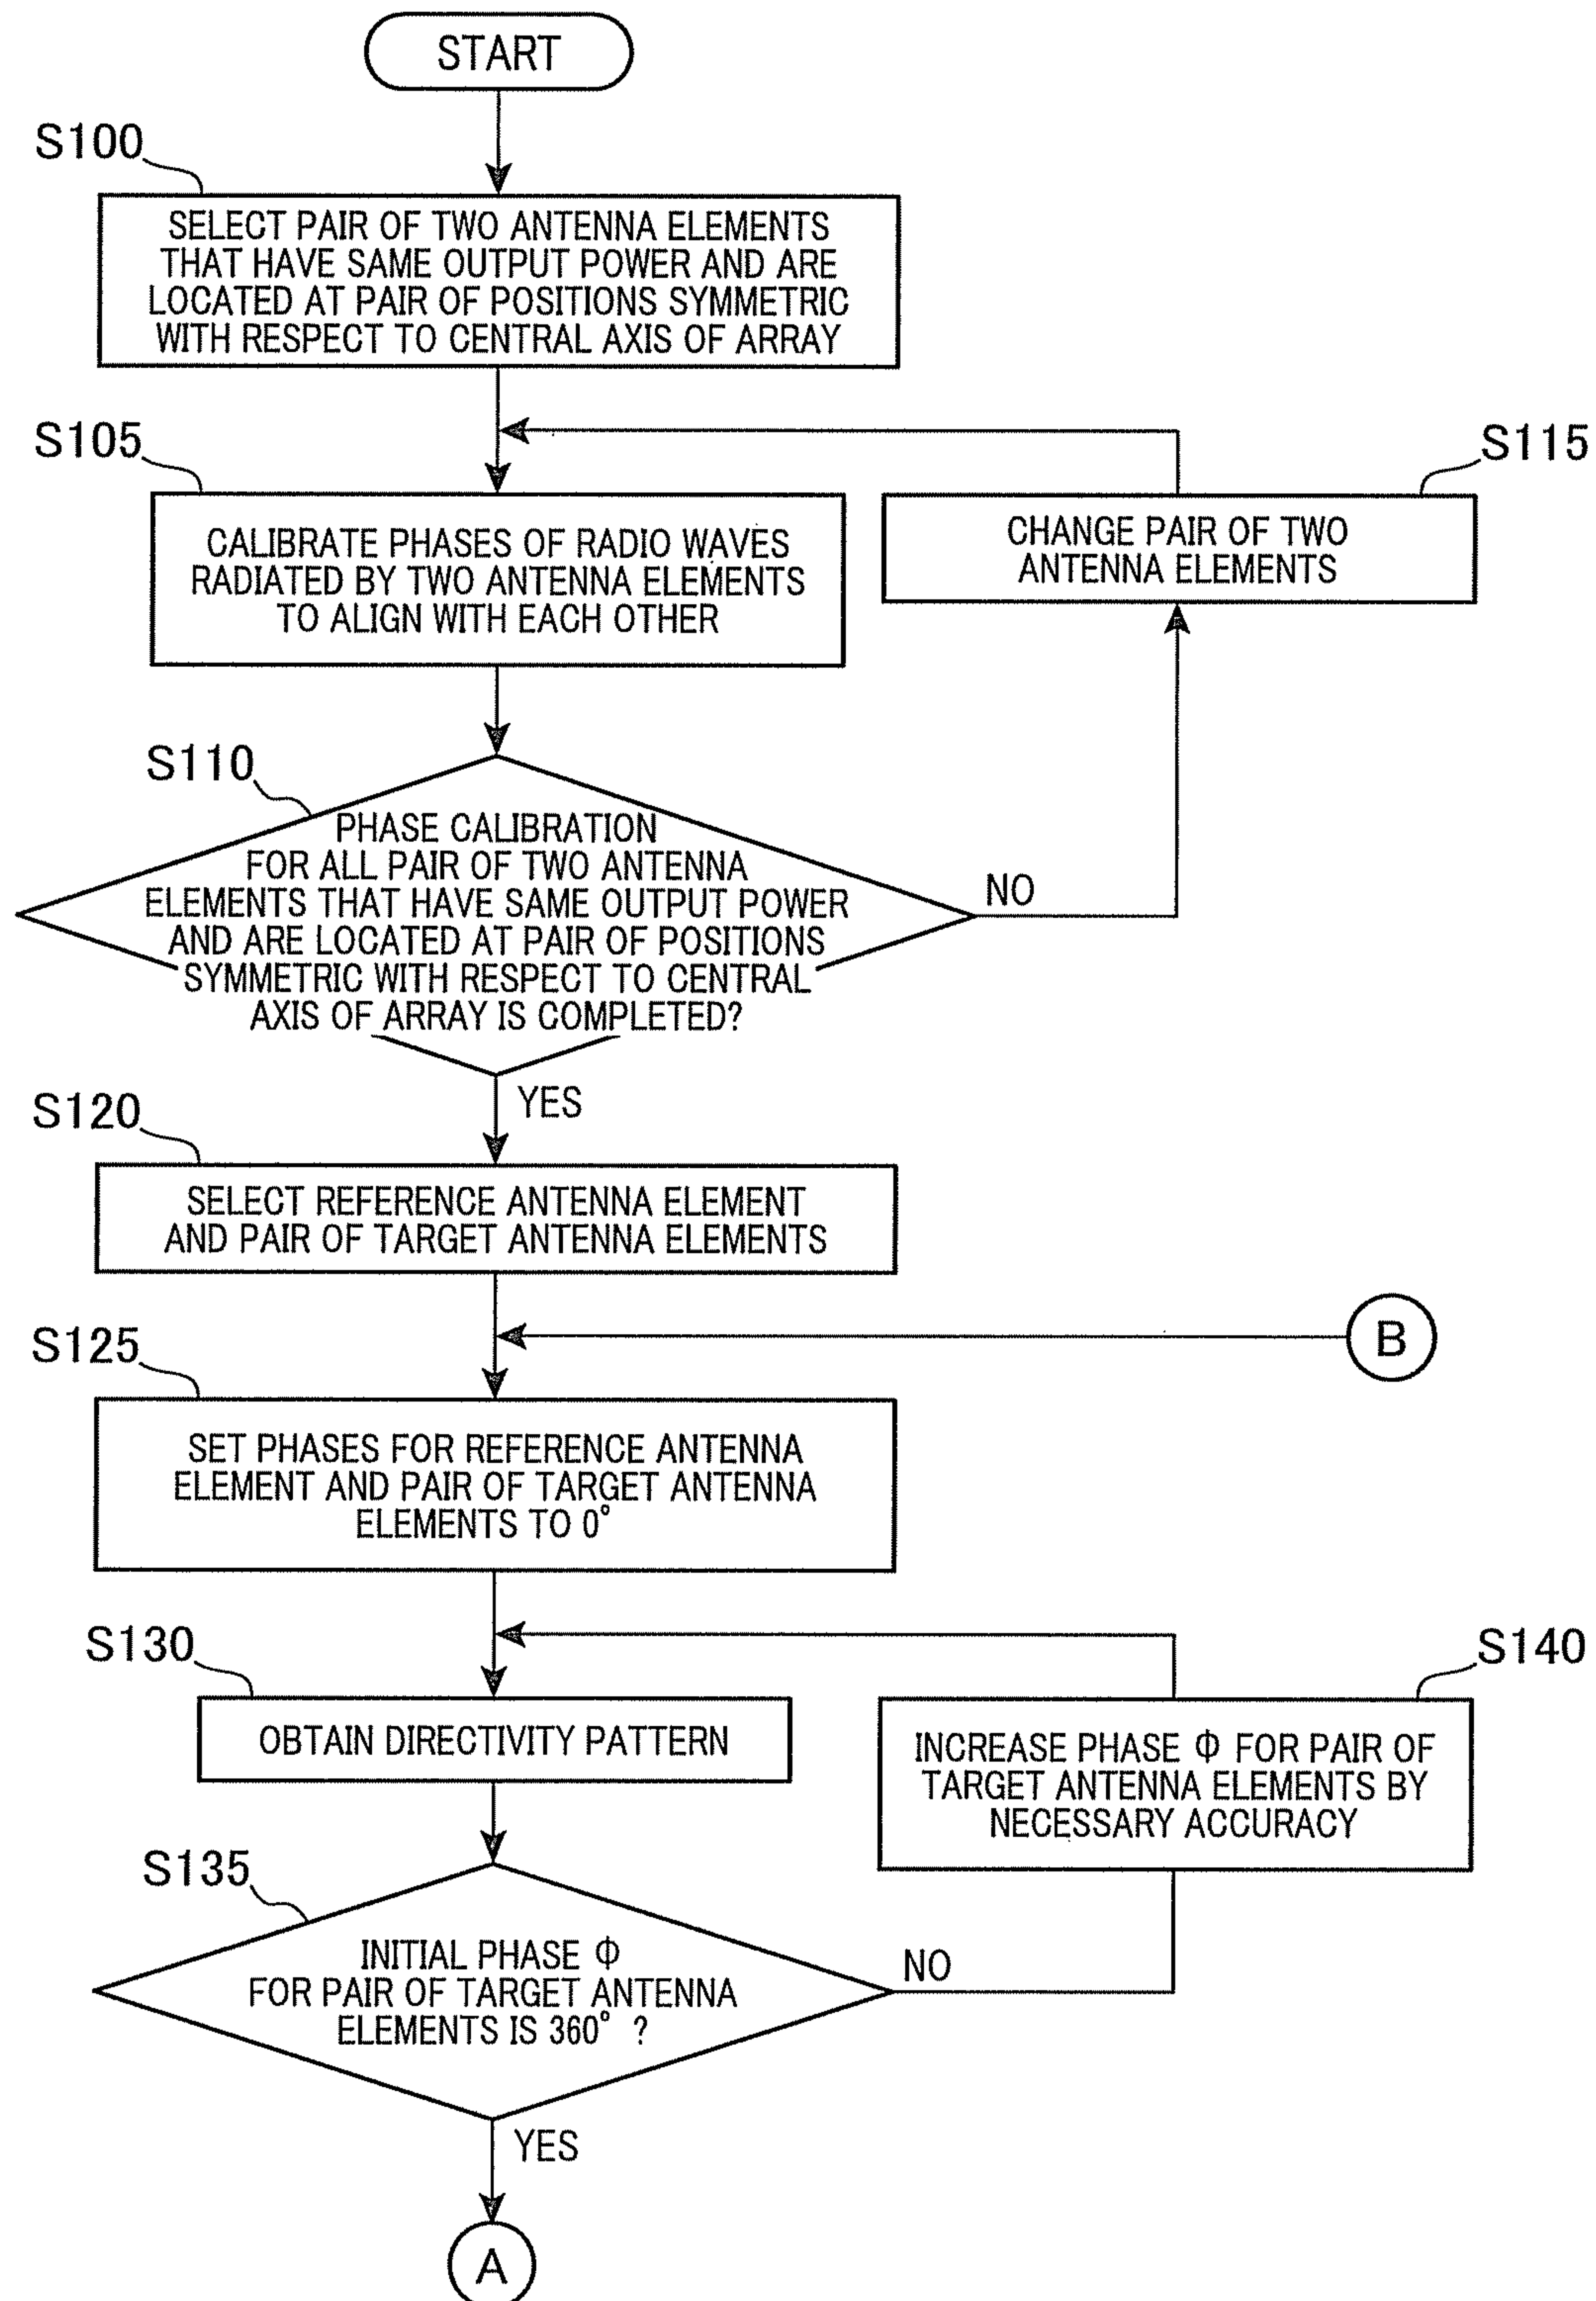 START
S100
SELECT PAIR OF TWO ANTENNA ELEMENTS
THAT HAVE SAME OUTPUT POWER AND ARE
LOCATED AT PAIR OF POSITIONS SYMMETRIC
WITH RESPECT TO CENTRAL AXIS OF ARRAY
S105
CALIBRATE PHASES OF RADIO WAVES
RADIATED BY TWO ANTENNA ELEMENTS
TO ALIGN WITH EACH OTHER
S115
CHANGE PAIR OF TWO
ANTENNA ELEMENTS
S110
PHASE CALIBRATION
FOR ALL PAIR OF TWO ANTENNA
ELEMENTS THAT HAVE SAME OUTPUT POWER
AND ARE LOCATED AT PAIR OF POSITIONS
SYMMETRIC WITH RESPECT TO CENTRAL
AXIS OF ARRAY IS COMPLETED?
NO
YES
S120
SELECT REFERENCE ANTENNA ELEMENT
AND PAIR OF TARGET ANTENNA ELEMENTS
B
S125
SET PHASES FOR REFERENCE ANTENNA
ELEMENT AND PAIR OF TARGET ANTENNA
ELEMENTS TO 0°
S130
OBTAIN DIRECTIVITY PATTERN
S140
INCREASE PHASE Φ FOR PAIR OF
TARGET ANTENNA ELEMENTS BY
NECESSARY ACCURACY
S135
INITIAL PHASE Φ
FOR PAIR OF TARGET ANTENNA
ELEMENTS IS 360° ?
NO
YES
A